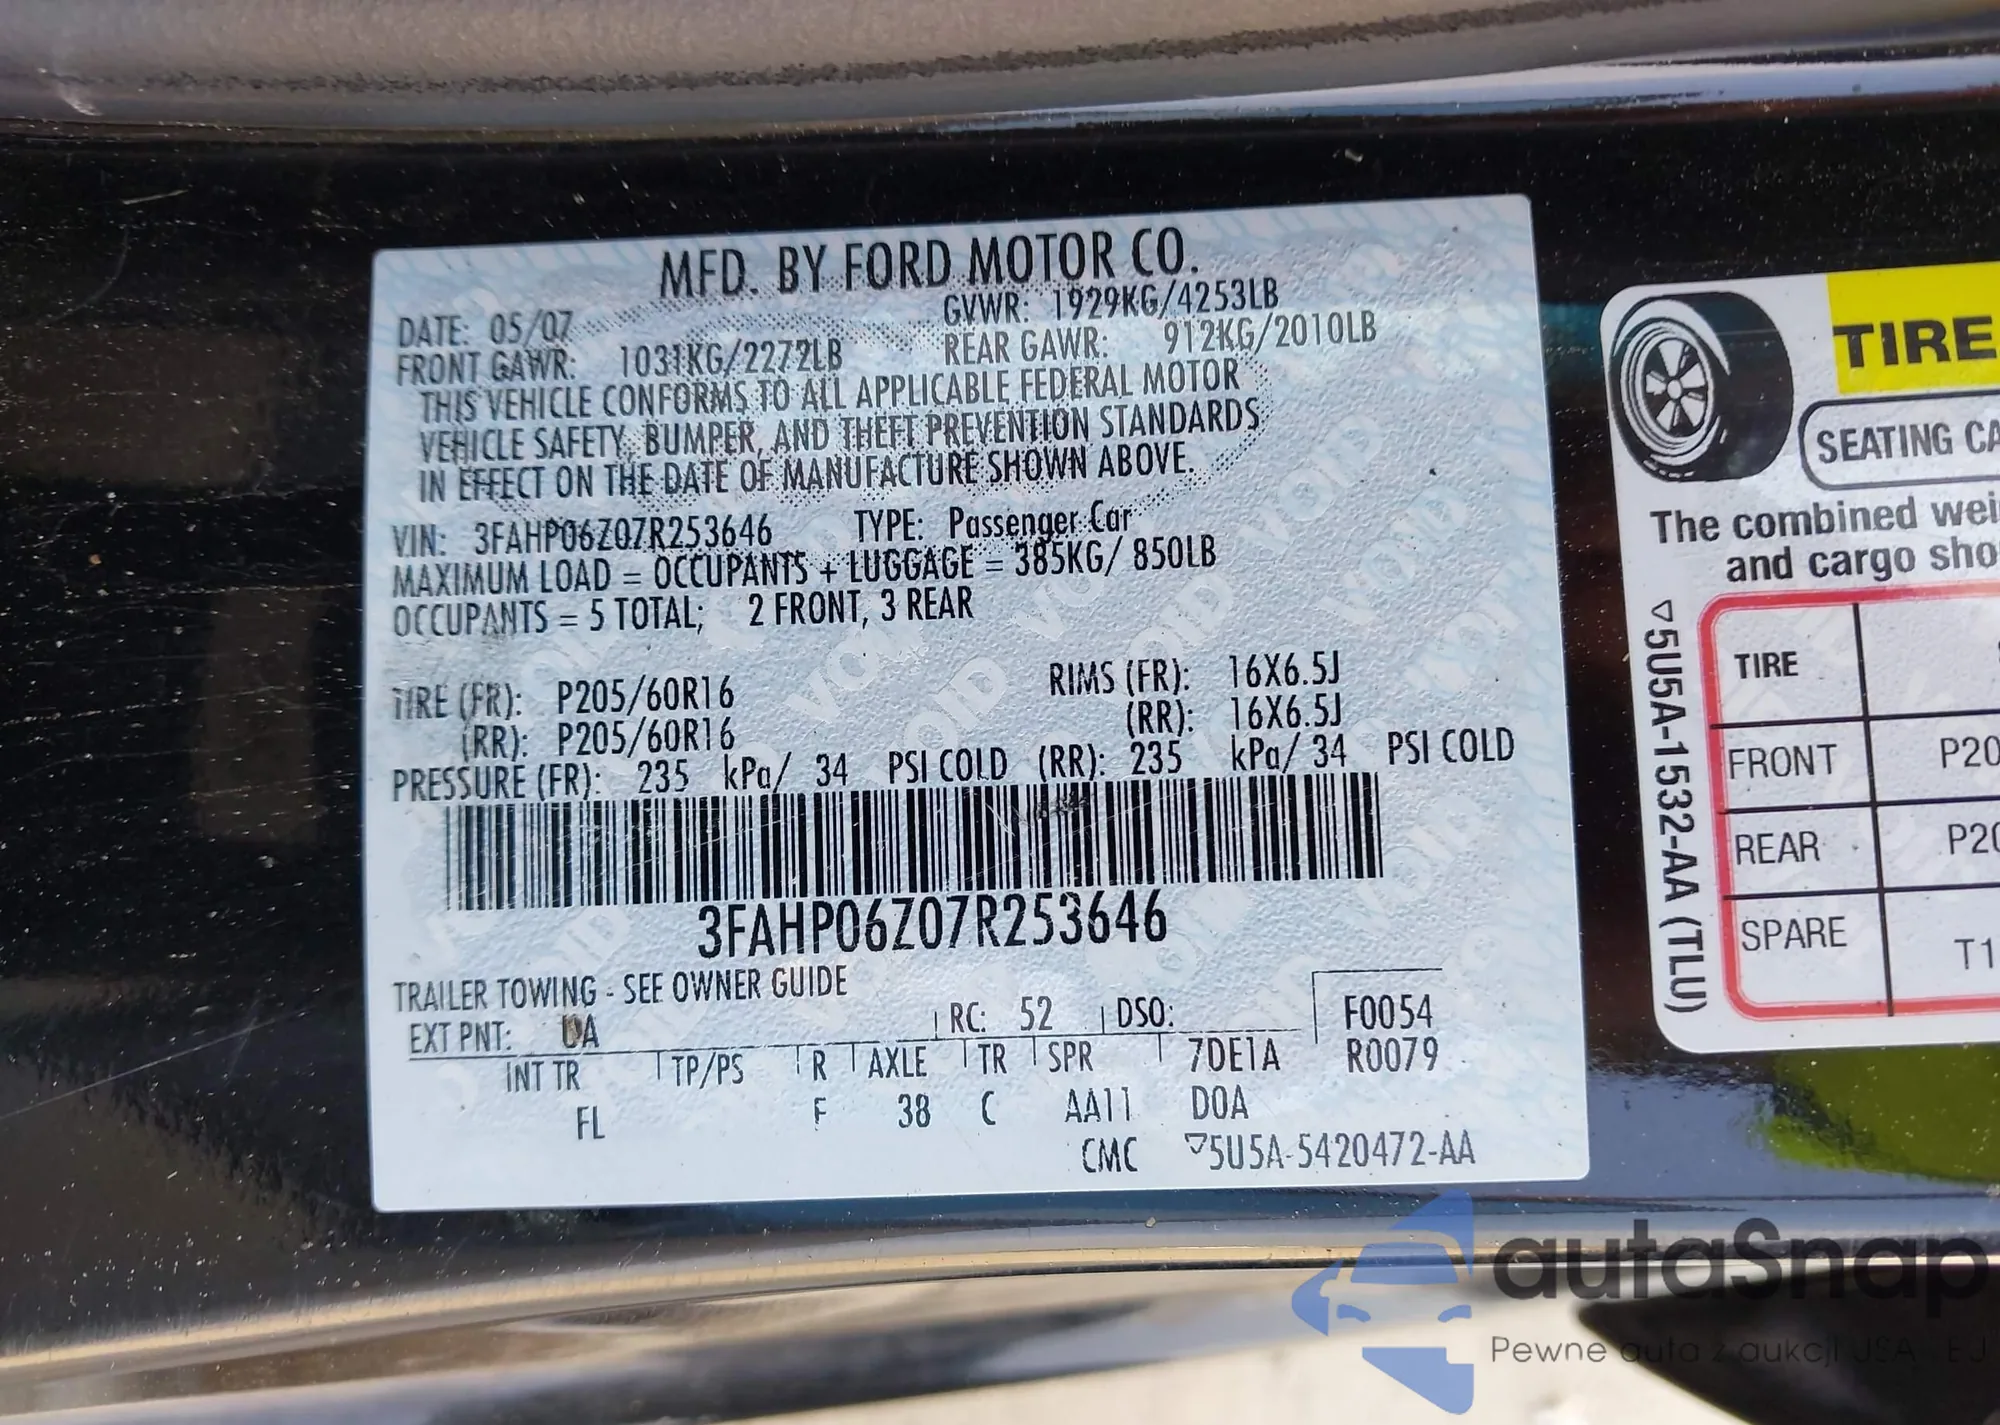 MFD. BY FORD MOTOR CO.
DATE: 05/07 GVWR: 1929KG/4253LB
FRONT GAWR: 1031KG/2272LB REAR GAWR: 912KG/2010LB
THIS VEHICLE CONFORMS TO ALL APPLICABLE FEDERAL MOTOR
VEHICLE SAFETY, BUMPER, AND THEFT PREVENTION STANDARDS
IN EFFECT ON THE DATE OF MANUFACTURE SHOWN ABOVE.
VIN: 3FAHP06Z07R253646 TYPE: Passenger Car
MAXIMUM LOAD = OCCUPANTS + LUGGAGE = 385KG/ 850LB
OCCUPANTS = 5 TOTAL; 2 FRONT, 3 REAR
TIRE (FR): P205/60R16 RIMS (FR): 16X6.5J
(RR): P205/60R16 (RR): 16X6.5J
PRESSURE (FR): 235 kPa/ 34 PSI COLD (RR): 235 kPa/ 34 PSI COLD
3FAHP06Z07R253646
TRAILER TOWING - SEE OWNER GUIDE
EXT PNT: UA RC: 52 DSO: F0054
INT TR TP/PS R AXLE TR SPR 7DE1A R0079
FL F 38 C AA11 D0A
CMC ▽5U5A-5420472-AA
TIRE
SEATING CA
The combined wei
and cargo sho
▽5U5A-1532-AA (TLU)
TIRE
FRONT P20
REAR P20
SPARE T1
autaSnap
Pewne auta z aukcji USA - EJ